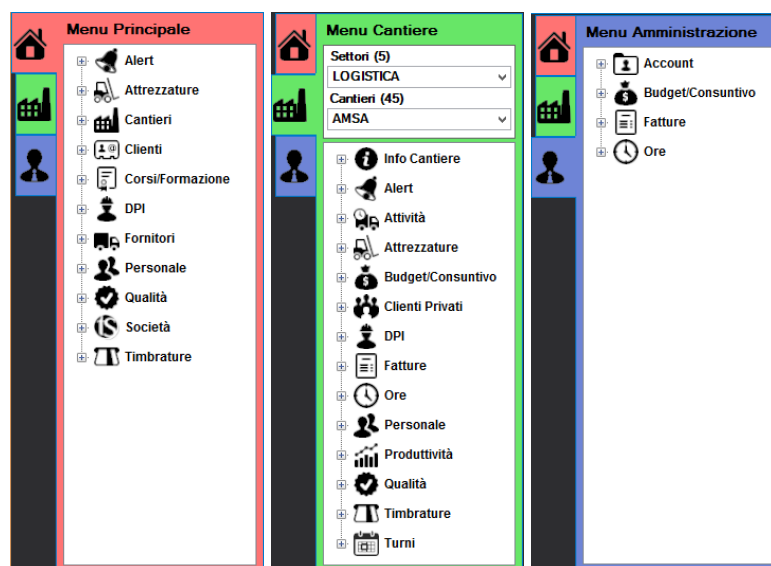 Menu Principale
Alert
Attrezzature
Cantieri
Clienti
Corsi/Formazione
DPI
Fornitori
Personale
Qualità
Società
Timbrature
Menu Cantiere
Settori (5)
LOGISTICA
Cantieri (45)
AMSA
Info Cantiere
Alert
Attività
Attrezzature
Budget/Consuntivo
Clienti Privati
DPI
Fatture
Ore
Personale
Produttività
Qualità
Timbrature
Turni
Menu Amministrazione
Account
Budget/Consuntivo
Fatture
Ore